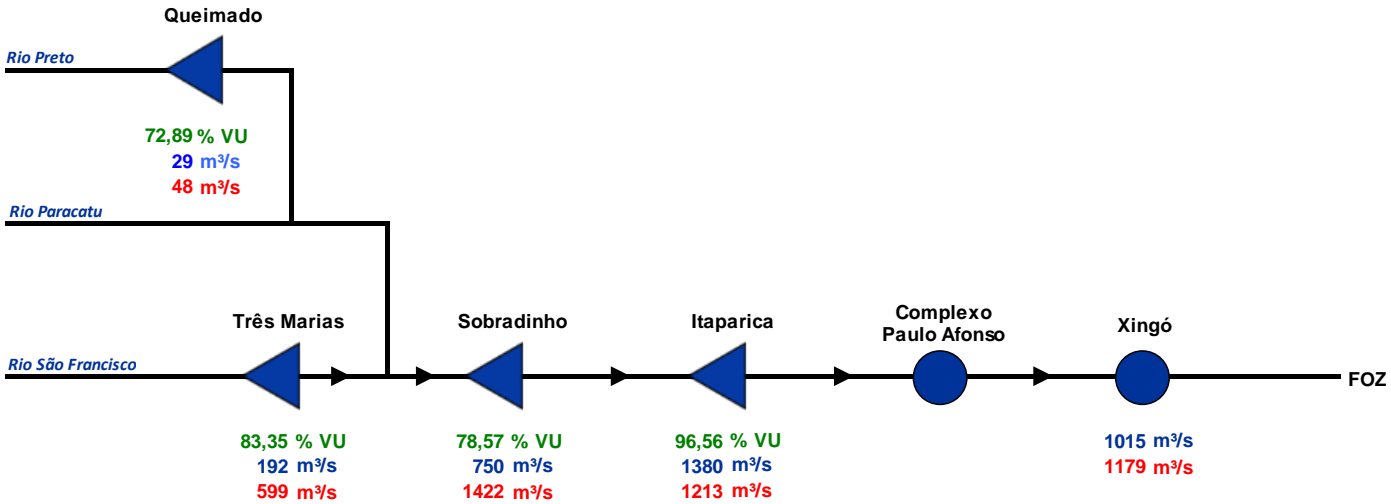 Queimado
Rio Preto
72,89 % VU
29 m³/s
48 m³/s
Rio Paracatu
Três Marias
Sobradinho
Itaparica
Complexo
Paulo Afonso
Xingó
Rio São Francisco
FOZ
83,35 % VU
192 m³/s
599 m³/s
78,57 % VU
750 m³/s
1422 m³/s
96,56 % VU
1380 m³/s
1213 m³/s
1015 m³/s
1179 m³/s